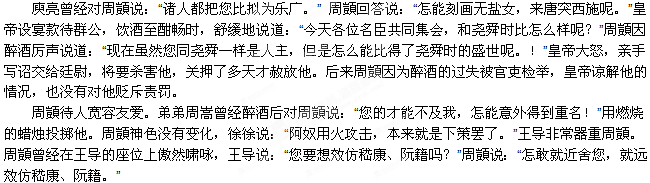 庾亮曾经对周顗说：“诸人都把您比拟为乐广。” 周顗回答说：“怎能刻画无盐女，来唐突西施呢。”皇
帝设宴款待群公，饮酒至酣畅时，舒缓地说道：“今天各位名臣共同集会，和尧舜时比怎么样呢？”周顗因
醉酒厉声说道：“现在虽然您同尧舜一样是人主，但是怎么能比得了尧舜时的盛世呢。！”皇帝大怒，亲手
写诏交给廷尉，将要杀害他，关押了多天才赦放他。后来周顗因为醉酒的过失被官吏检举，皇帝谅解他的
情况，也没有对他贬斥责罚。
周顗待人宽容友爱。弟弟周嵩曾经醉酒后对周顗说：“您的才能不及我，怎能意外得到重名！”用燃烧
的蜡烛投掷他。周顗神色没有变化，徐徐说：“阿奴用火攻击，本来就是下策罢了。”王导非常器重周顗。
周顗曾经在王导的座位上傲然啸咏，王导说：“您要想效仿嵇康、阮籍吗？”周顗说：“怎敢就近舍您，就远
效仿嵇康、阮籍。”